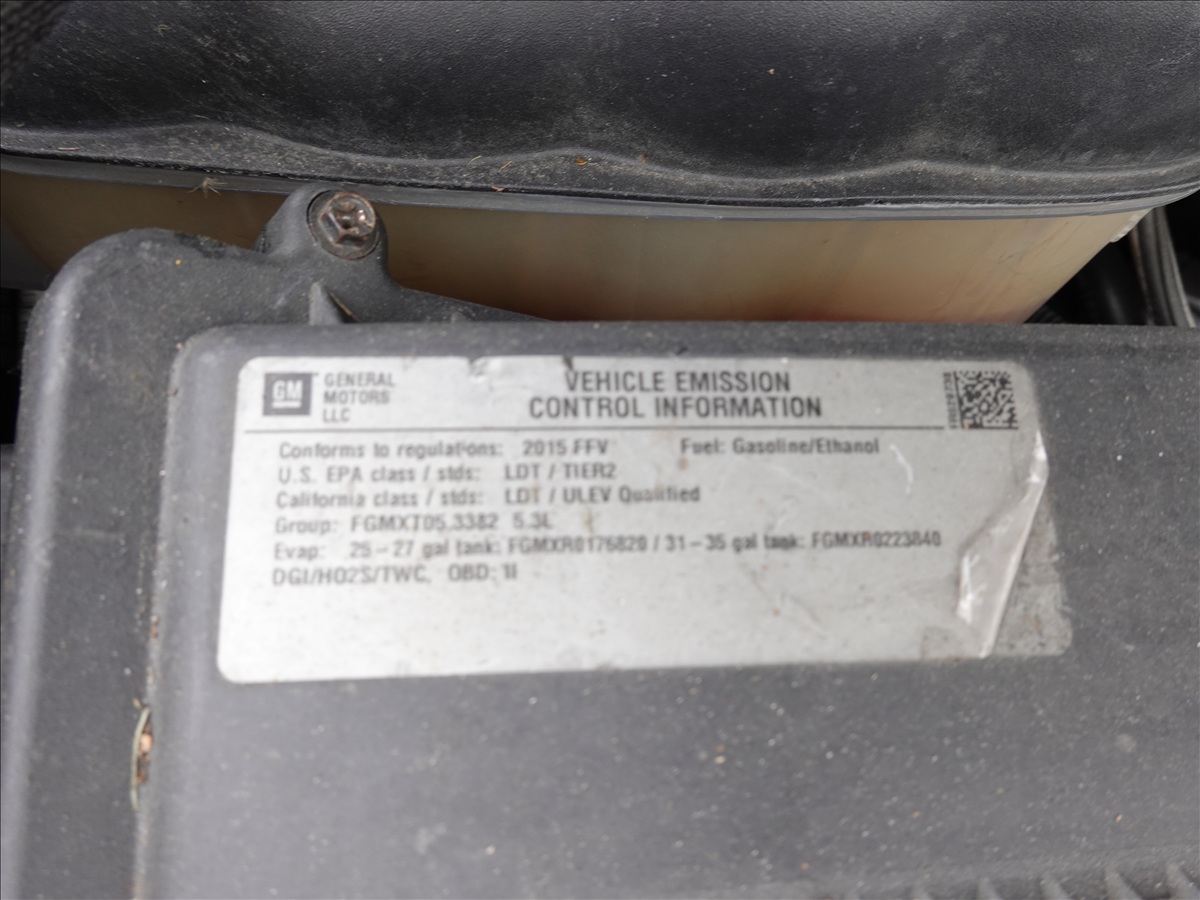 GM GENERAL
MOTORS
LLC
VEHICLE EMISSION
CONTROL INFORMATION
Conforms to regulations: 2015 FFV Fuel: Gasoline/Ethanol
U.S. EPA class / stds: LDT / TIER2
California class / stds: LDT / ULEV Qualified
Group: FGMXT05.3382 5.3L
Evap: 25-27 gal tank: FGMXR0176820 / 31-35 gal tank: FGMXR0223840
DGI/HO2S/TWC, OBD: II